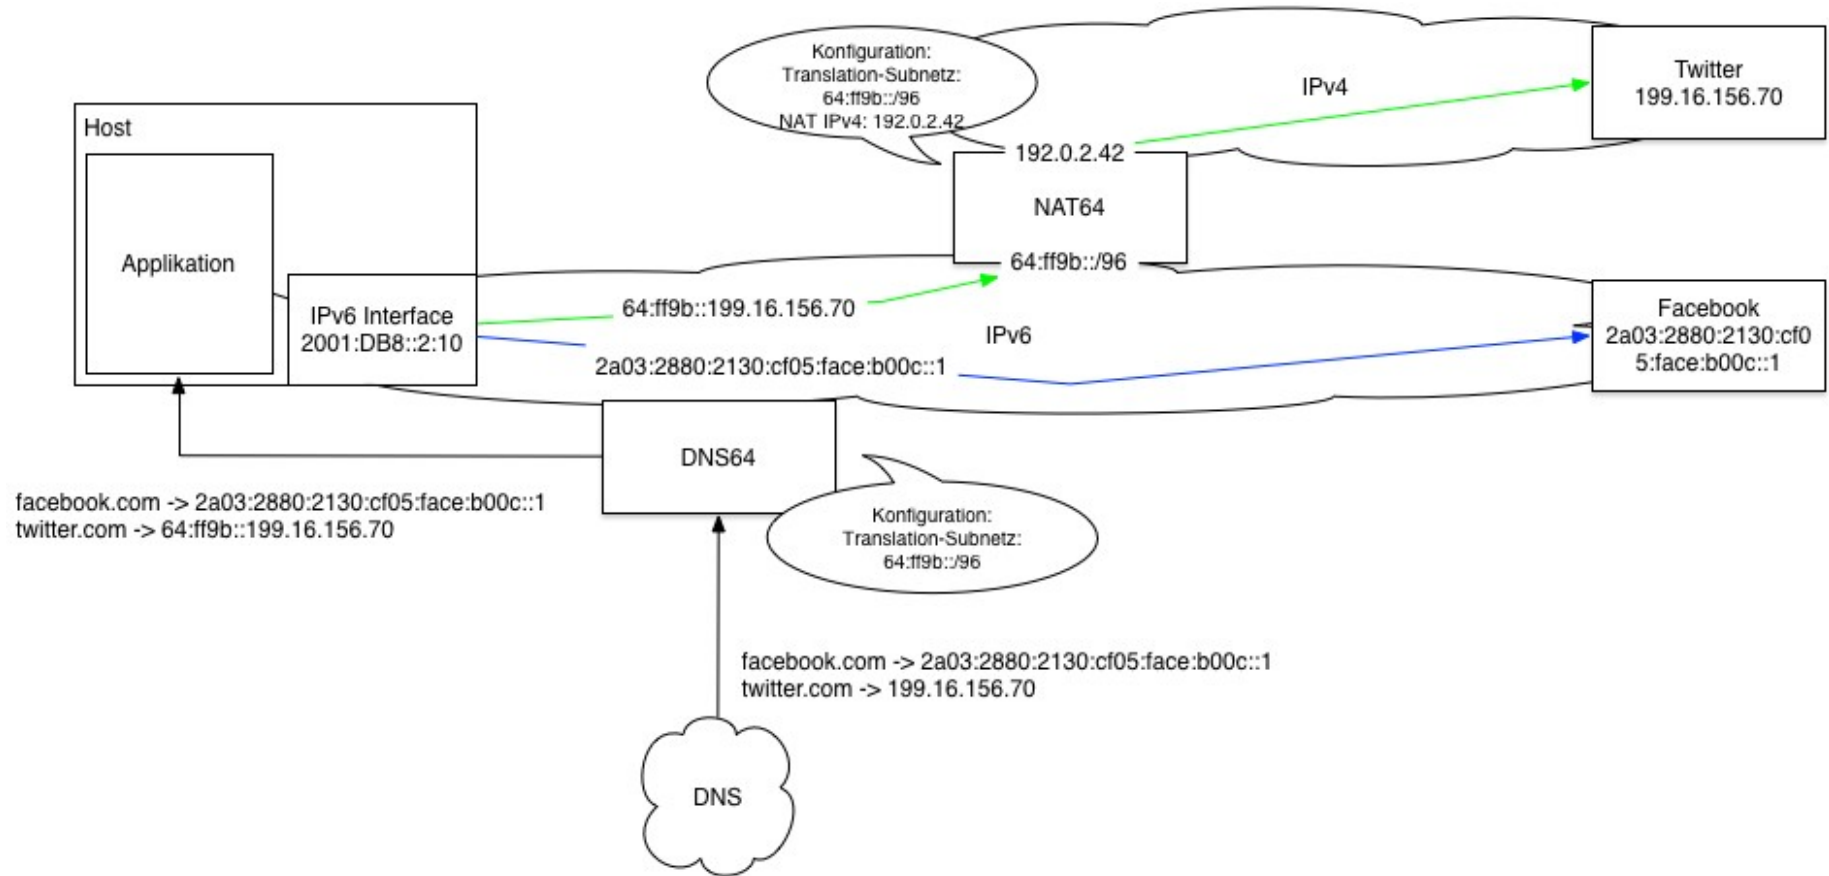 Konfiguration:
Translation-Subnetz:
64:ff9b::/96
NAT IPv4: 192.0.2.42
IPv4
Twitter
199.16.156.70
Host
Applikation
192.0.2.42
NAT64
64:ff9b::/96
IPv6 Interface
2001:DB8::2:10
64:ff9b::199.16.156.70
IPv6
2a03:2880:2130:cf05:face:b00c::1
Facebook
2a03:2880:2130:cf0
5:face:b00c::1
DNS64
facebook.com -> 2a03:2880:2130:cf05:face:b00c::1
twitter.com -> 64:ff9b::199.16.156.70
Konfiguration:
Translation-Subnetz:
64:ff9b::/96
facebook.com -> 2a03:2880:2130:cf05:face:b00c::1
twitter.com -> 199.16.156.70
DNS